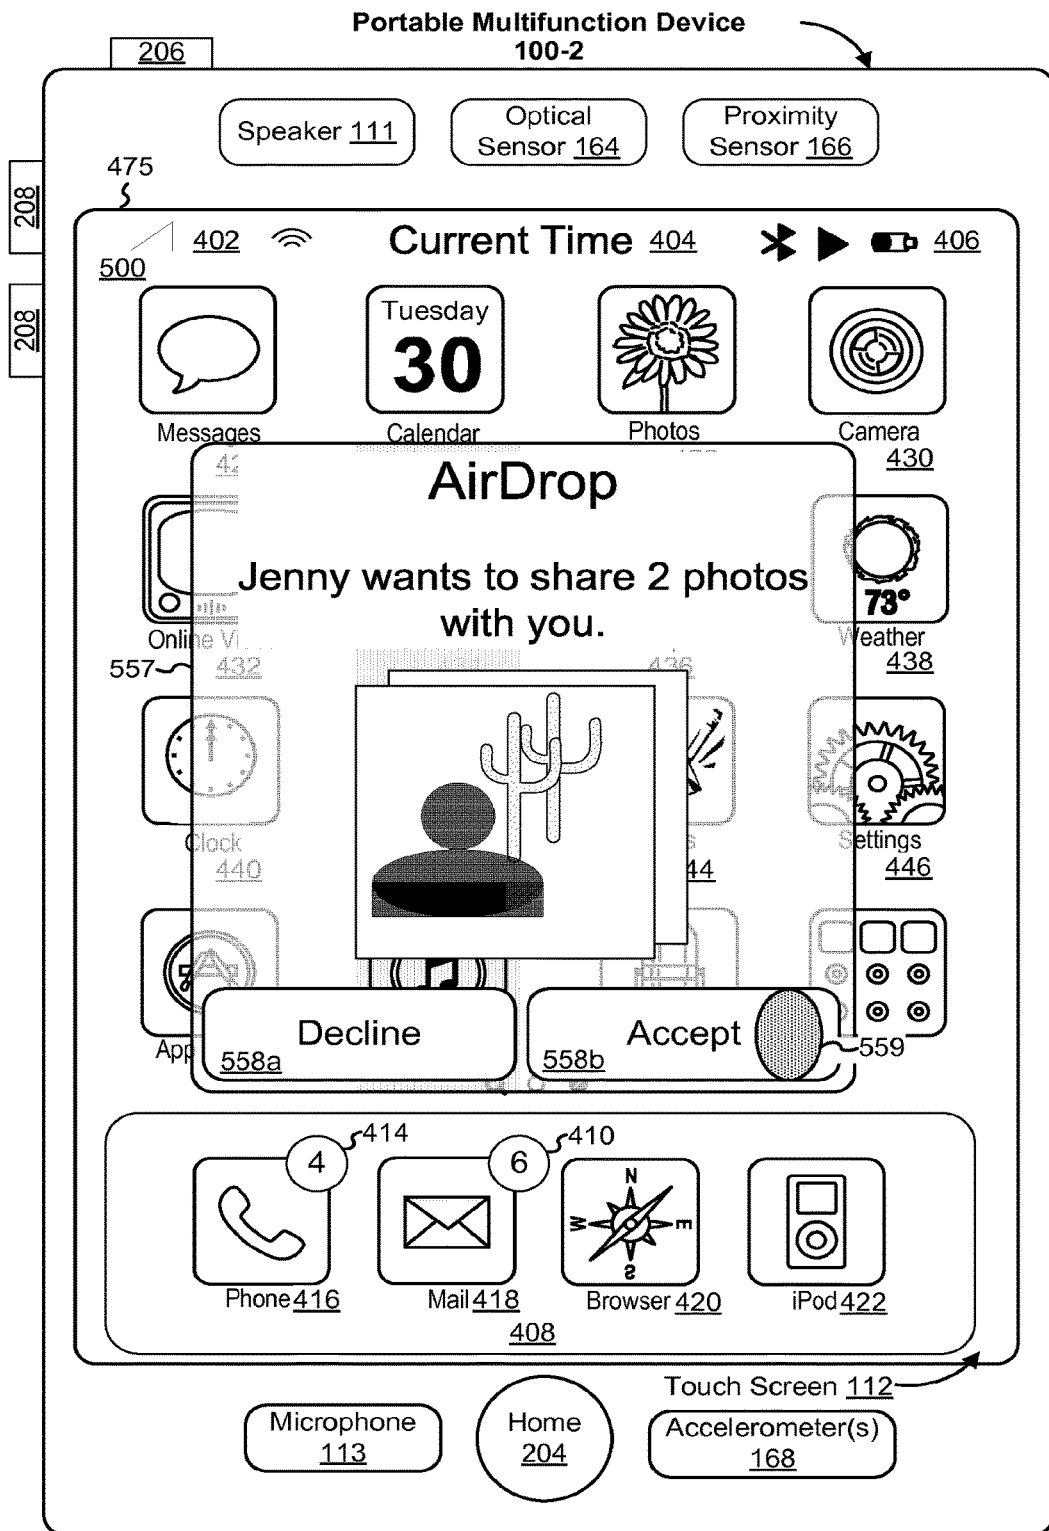 Portable Multifunction Device
100-2
206
Speaker 111
Optical
Sensor 164
Proximity
Sensor 166
475
208
208
402
Current Time 404
406
500
Tuesday
30
Messages
Calendar
Photos
Camera
430
AirDrop
Jenny wants to share 2 photos
with you.
73°
Online Vi
Weather
557
432
436
438
Clock
Settings
440
44
446
App
Decline
558a
Accept
558b
559
4
414
6
410
N
W
E
S
Phone 416
Mail 418
Browser 420
iPod 422
408
Touch Screen 112
Microphone
113
Home
204
Accelerometer(s)
168